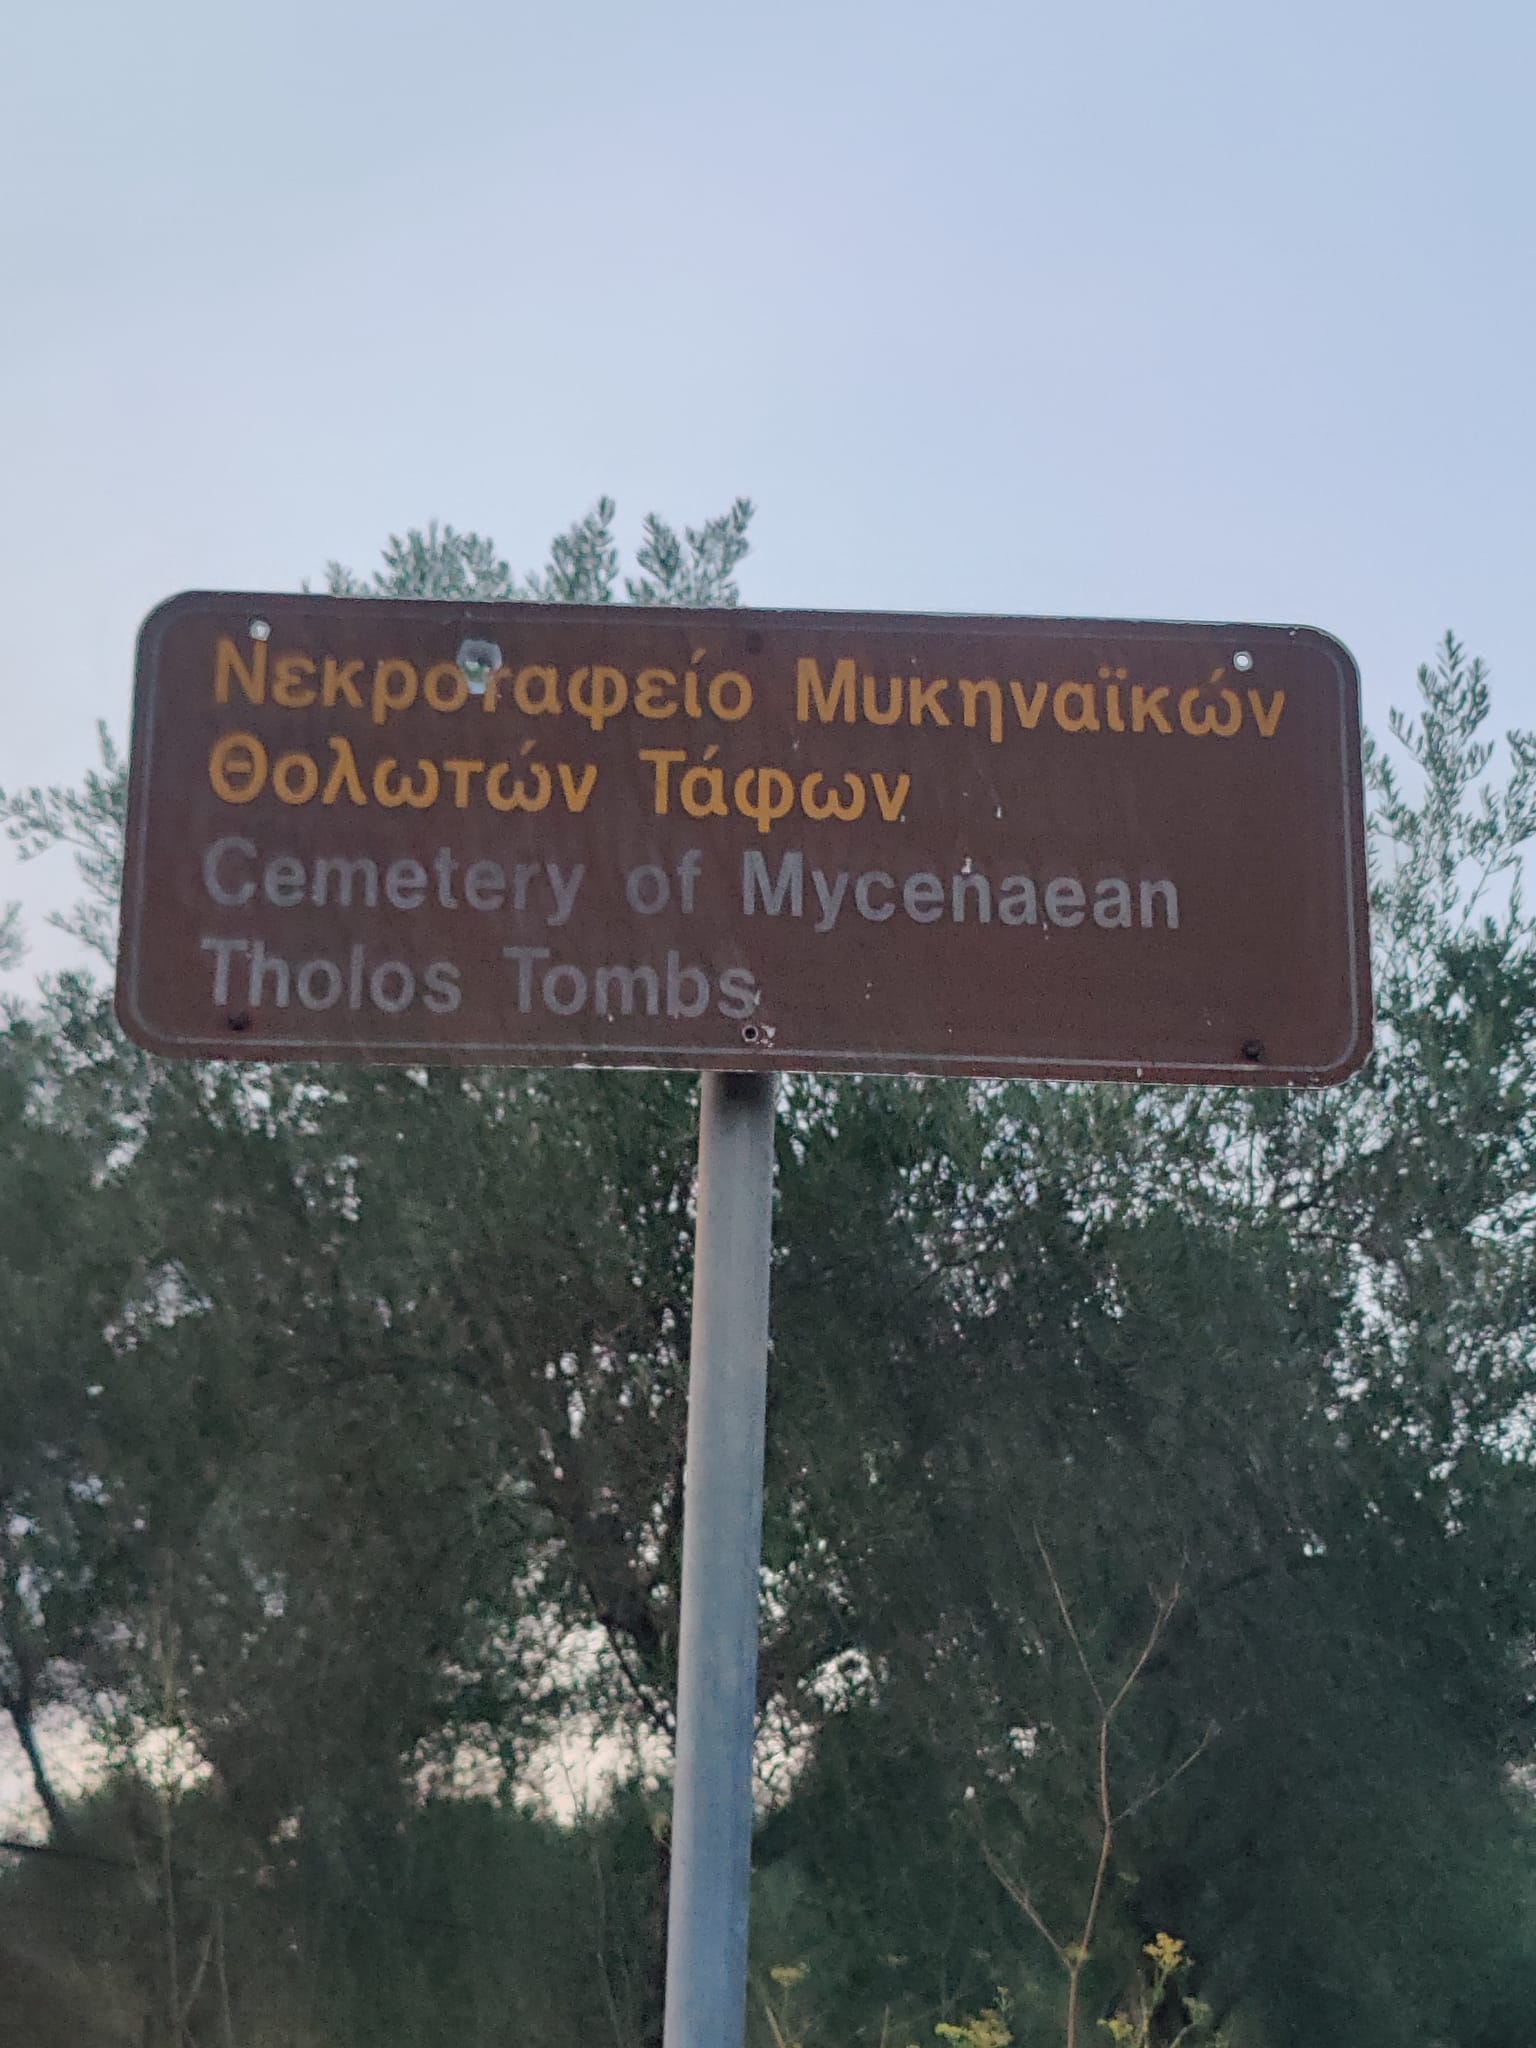 Νεκροταφείο Μυκηναϊκών
Θολωτών Τάφων
Cemetery of Mycenaean
Tholos Tombs